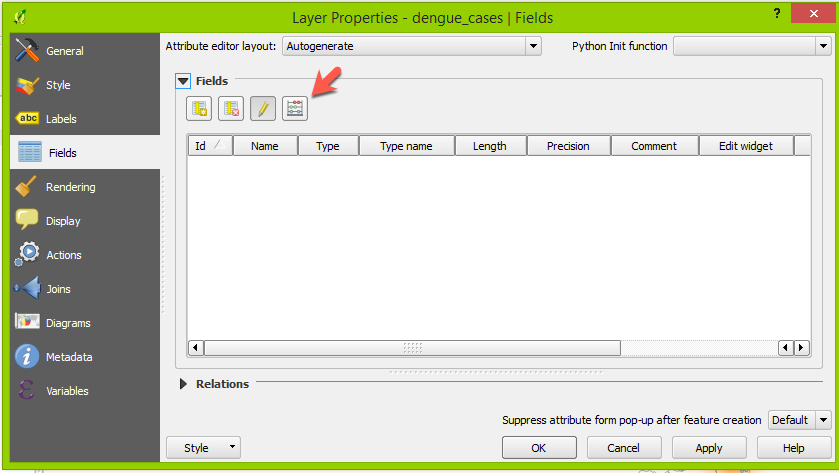 Layer Properties - dengue_cases | Fields
? ×
General
Style
abc Labels
Fields
Rendering
Display
Actions
Joins
Diagrams
i Metadata
ε Variables
Attribute editor layout: Autogenerate Python Init function
Fields
Id Name Type Type name Length Precision Comment Edit widget
Relations
Suppress attribute form pop-up after feature creation Default
Style OK Cancel Apply Help